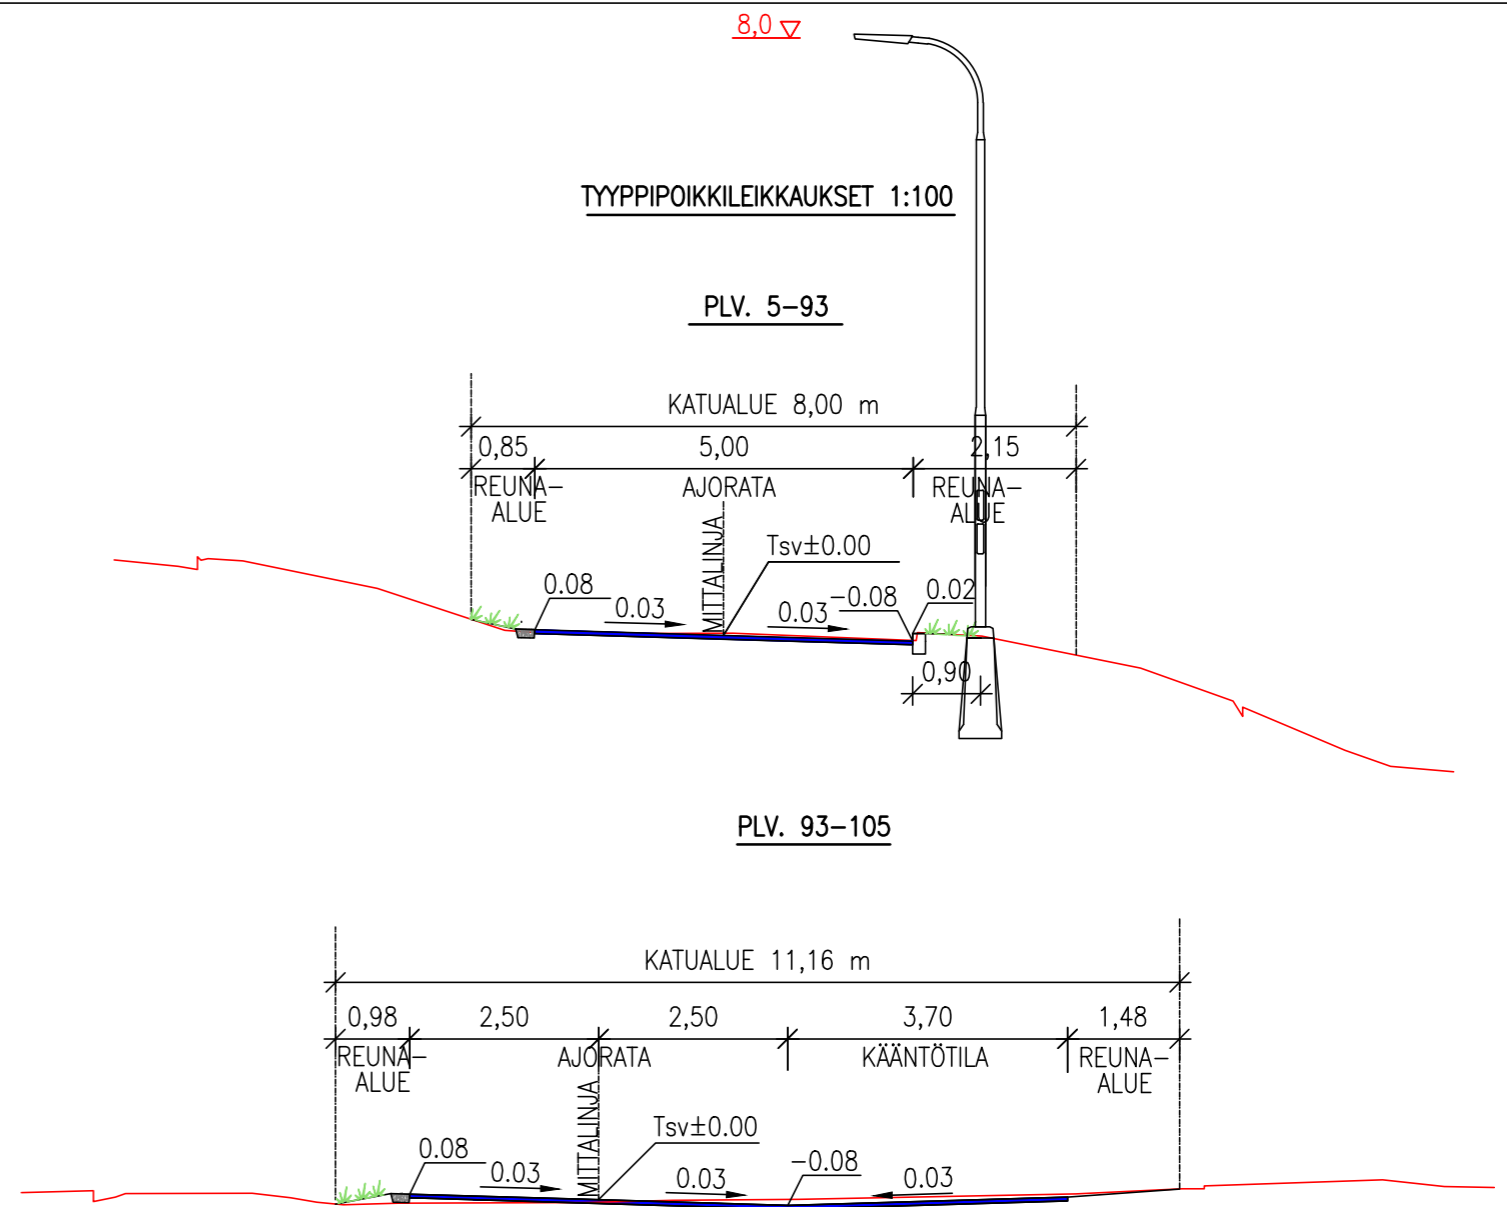 8,0
TYYPPIPOIKKILEIKKAUKSET 1:100
PLV. 5-93
KATUALUE 8,00 m
0,85 5,00 2,15
REUNA-
ALUE
AJORATA
REUNA-
ALUE
MITTALINJA
Tsv±0.00
0.08
0.03
0.03
-0.08
0.02
0,90
PLV. 93-105
KATUALUE 11,16 m
0,98 2,50 2,50 3,70 1,48
REUNA-
ALUE
AJORATA
KÄÄNTÖTILA
REUNA-
ALUE
MITTALINJA
Tsv±0.00
0.08
0.03
0.03
-0.08
0.03